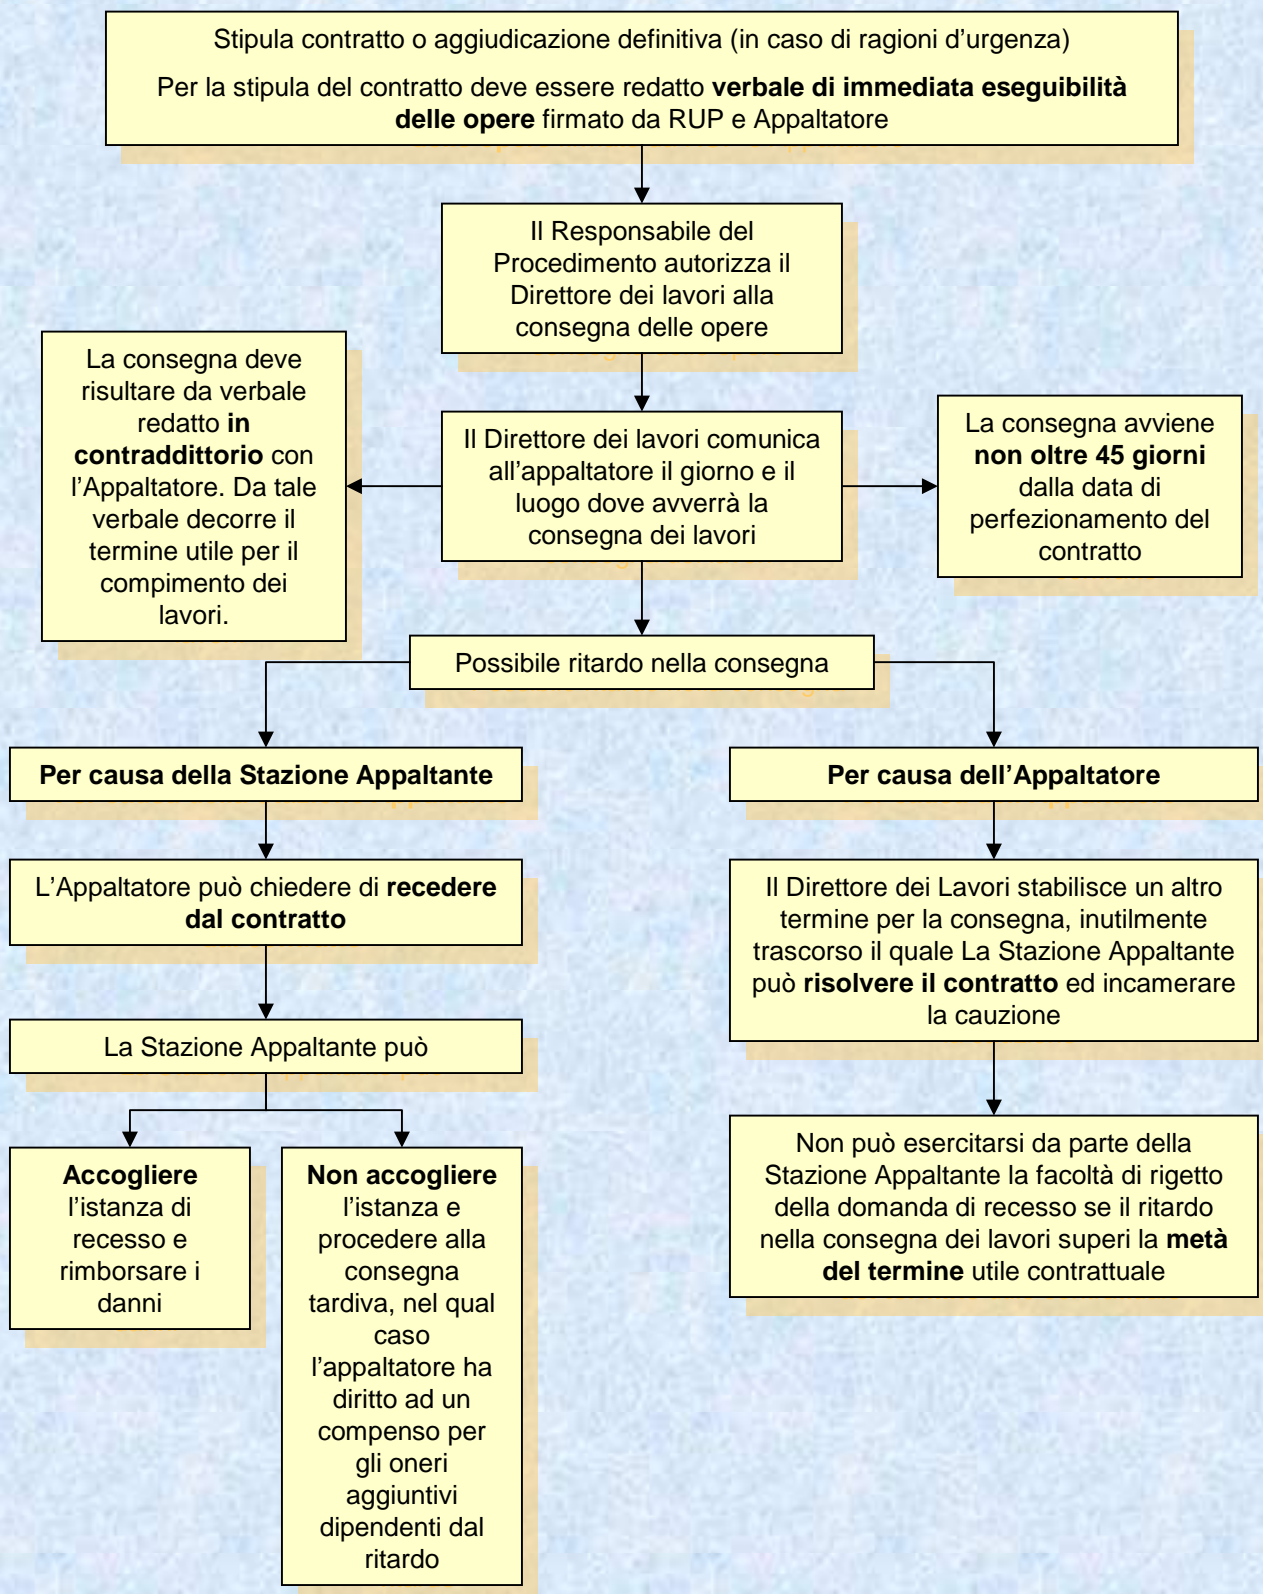 Stipula contratto o aggiudicazione definitiva (in caso di ragioni d'urgenza)
Per la stipula del contratto deve essere redatto verbale di immediata eseguibilità
delle opere firmato da RUP e Appaltatore
Il Responsabile del
Procedimento autorizza il
Direttore dei lavori alla
consegna delle opere
La consegna deve
risultare da verbale
redatto in
contraddittorio con
l'Appaltatore. Da tale
verbale decorre il
termine utile per il
compimento dei
lavori.
Il Direttore dei lavori comunica
all'appaltatore il giorno e il
luogo dove avverrà la
consegna dei lavori
La consegna avviene
non oltre 45 giorni
dalla data di
perfezionamento del
contratto
Possibile ritardo nella consegna
Per causa della Stazione Appaltante
L'Appaltatore può chiedere di recedere
dal contratto
La Stazione Appaltante può
Accogliere
l'istanza di
recesso e
rimborsare i
danni
Non accogliere
l'istanza e
procedere alla
consegna
tardiva, nel qual
caso
l'appaltatore ha
diritto ad un
compenso per
gli oneri
aggiuntivi
dipendenti dal
ritardo
Per causa dell'Appaltatore
Il Direttore dei Lavori stabilisce un altro
termine per la consegna, inutilmente
trascorso il quale La Stazione Appaltante
può risolvere il contratto ed incamerare
la cauzione
Non può esercitarsi da parte della
Stazione Appaltante la facoltà di rigetto
della domanda di recesso se il ritardo
nella consegna dei lavori superi la metà
del termine utile contrattuale